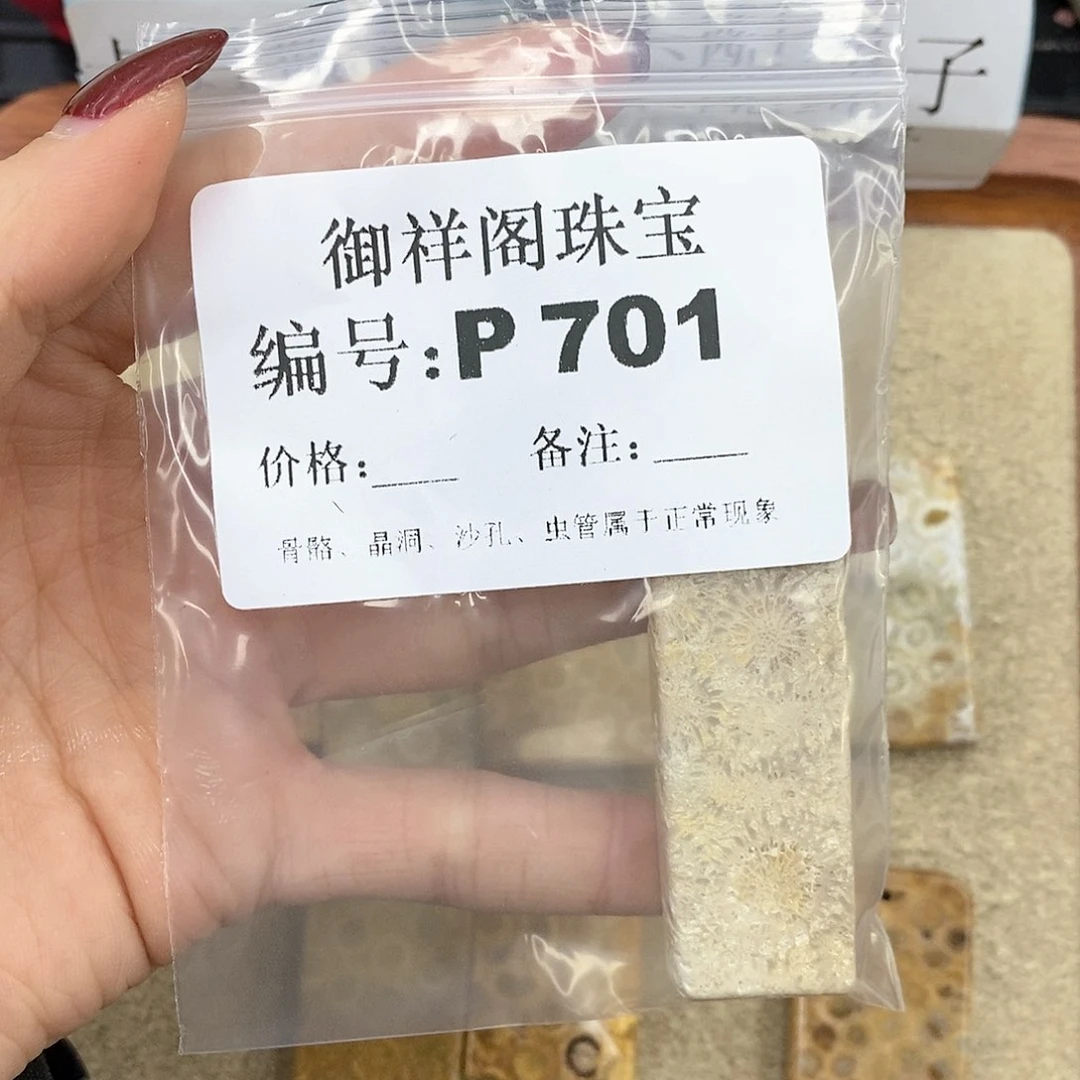 子
御祥阁珠宝
编号:P 701
价格:____ 备注:____
骨骼、晶洞、沙孔、虫管属于正常现象